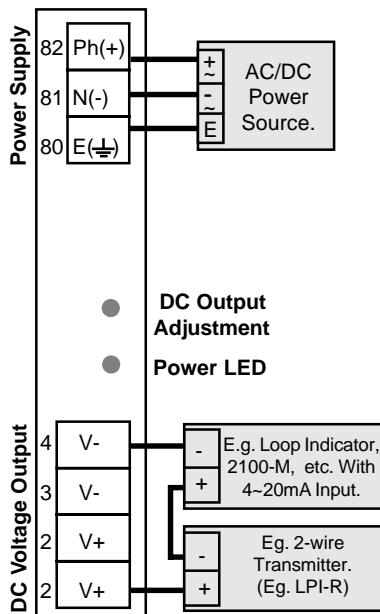 Power Supply
82 Ph(+)
81 N(-)
80 E(⏚)
+
~
-
~
E
AC/DC
Power
Source.
DC Output
Adjustment
Power LED
DC Voltage Output
4 V-
3 V-
2 V+
2 V+
-
+
E.g. Loop Indicator,
2100-M, etc. With
4~20mA Input.
-
+
Eg. 2-wire
Transmitter.
(Eg. LPI-R)